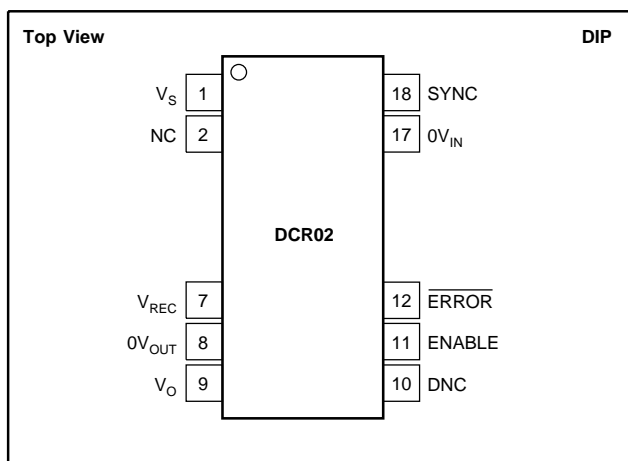 Top View DIP
V_S 1 18 SYNC
NC 2 17 0V_IN
DCR02
V_REC 7 12 ERROR
0V_OUT 8 11 ENABLE
V_O 9 10 DNC